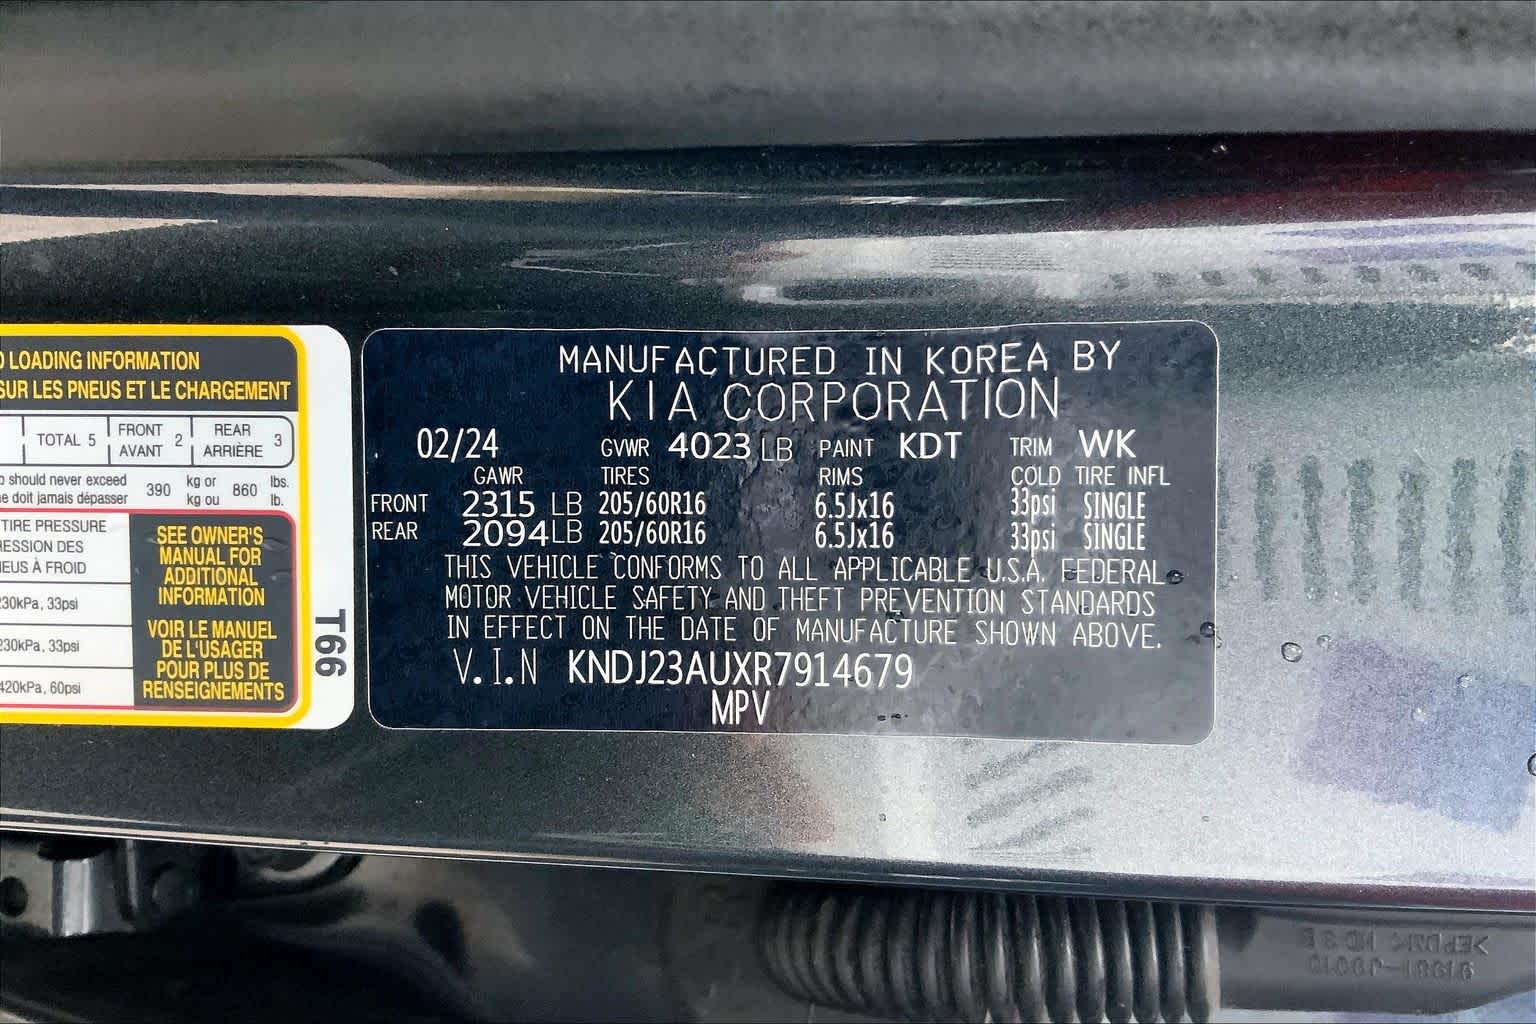 LOADING INFORMATION
SUR LES PNEUS ET LE CHARGEMENT
TOTAL 5 FRONT AVANT 2 REAR ARRIÈRE 3
should never exceed
doit jamais dépasser 390 kg or kg ou 860 lbs. lb.
TIRE PRESSURE
DES
À FROID
230kPa, 33psi
230kPa, 33psi
420kPa, 60psi
SEE OWNER'S
MANUAL FOR
ADDITIONAL
INFORMATION
VOIR LE MANUEL
DE L'USAGER
POUR PLUS DE
RENSEIGNEMENTS
T66
MANUFACTURED IN KOREA BY
KIA CORPORATION
02/24 GVWR 4023 LB PAINT KDT TRIM WK
GAWR TIRES RIMS COLD TIRE INFL
FRONT 2315 LB 205/60R16 6.5Jx16 33psi SINGLE
REAR 2094 LB 205/60R16 6.5Jx16 33psi SINGLE
THIS VEHICLE CONFORMS TO ALL APPLICABLE U.S.A. FEDERAL
MOTOR VEHICLE SAFETY AND THEFT PREVENTION STANDARDS
IN EFFECT ON THE DATE OF MANUFACTURE SHOWN ABOVE.
V.I.N KNDJ23AUXR7914679
MPV